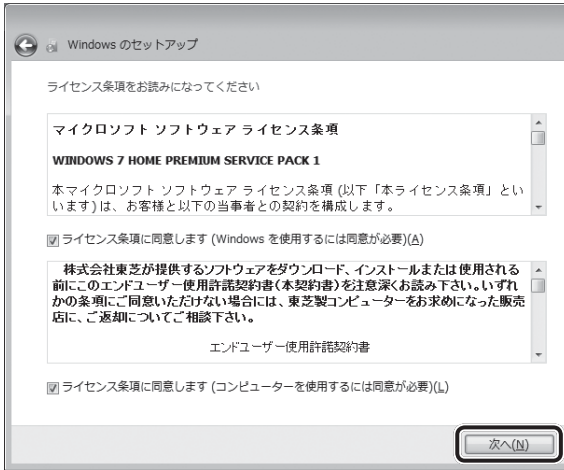 Windows のセットアップ
ライセンス条項をお読みになってください
マイクロソフト ソフトウェア ライセンス条項
WINDOWS 7 HOME PREMIUM SERVICE PACK 1
本マイクロソフト ソフトウェア ライセンス条項 (以下「本ライセンス条項」とい
います) は、お客様と以下の当事者との契約を構成します。
ライセンス条項に同意します (Windows を使用するには同意が必要)(A)
株式会社東芝が提供するソフトウェアをダウンロード、インストールまたは使用される
前にこのエンドユーザー使用許諾契約書(本契約書)を注意深くお読み下さい。いずれ
かの条項にご同意いただけない場合には、東芝製コンピューターをお求めになった販売
店に、ご返却についてご相談下さい。
エンドユーザー使用許諾契約書
ライセンス条項に同意します (コンピューターを使用するには同意が必要)(L)
次へ(N)